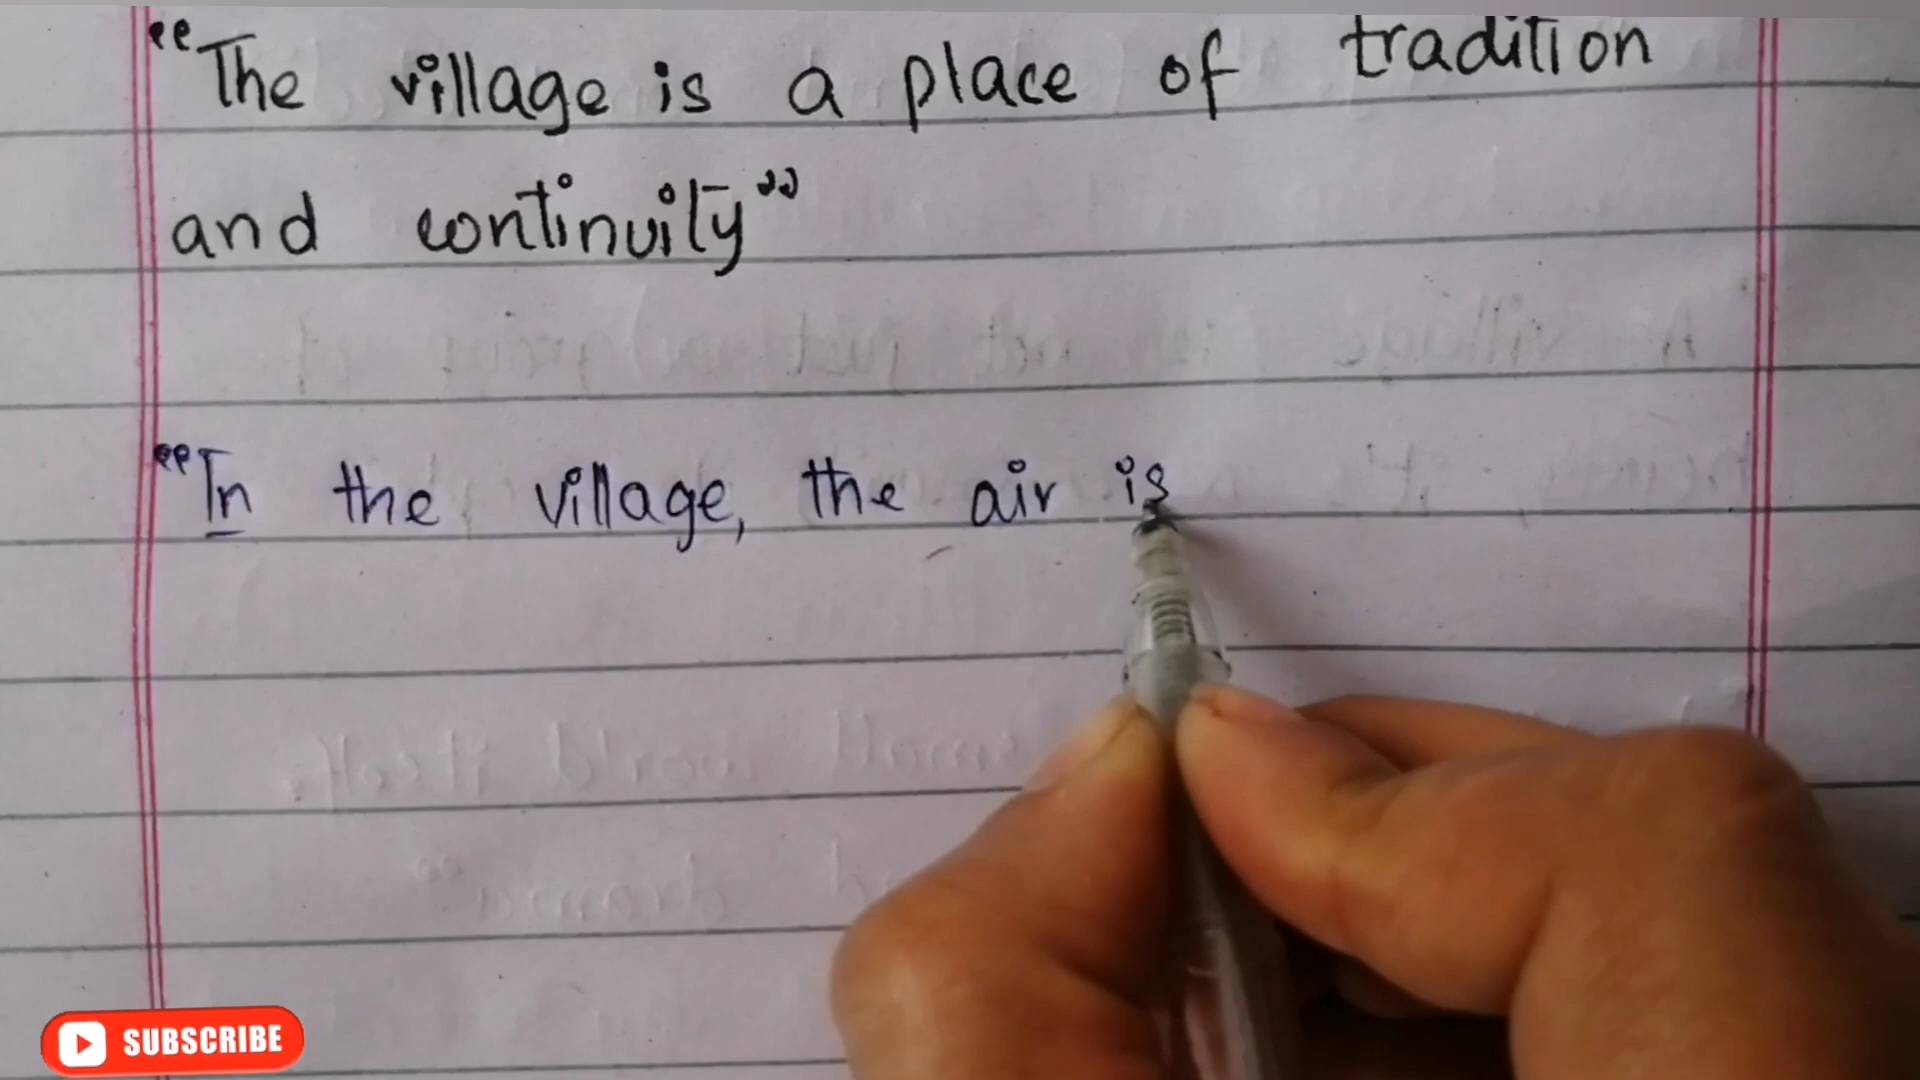 "The village is a place of tradition
and continuity"
"In the village, the air is
SUBSCRIBE